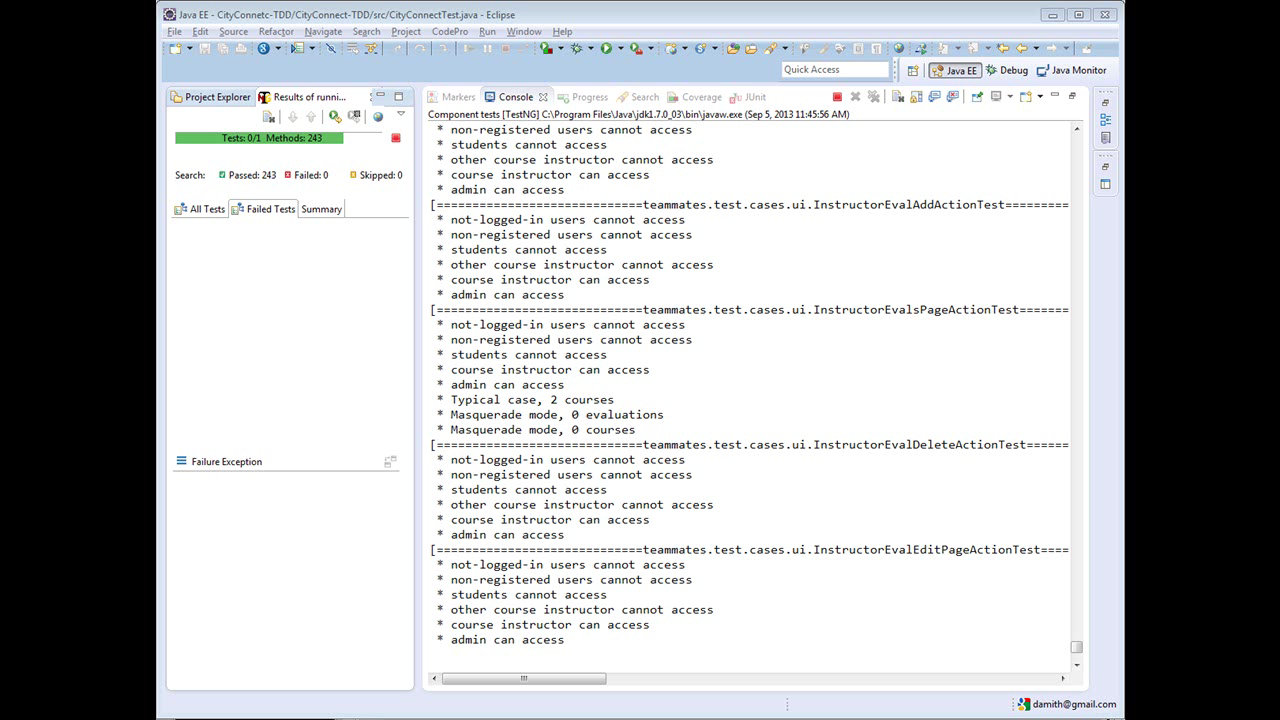 Java EE - CityConnetc-TDD/CityConnect-TDD/src/CityConnectTest.java - Eclipse
File Edit Source Refactor Navigate Search Project CodePro Run Window Help
Quick Access Java EE Debug Java Monitor
Project Explorer Results of runni...
Tests: 0/1 Methods: 243
Search: Passed: 243 Failed: 0 Skipped: 0
All Tests Failed Tests Summary
Failure Exception
Markers Console Progress Search Coverage JUnit
Component tests [TestNG] C:\Program Files\Java\jdk1.7.0_03\bin\javaw.exe (Sep 5, 2013 11:45:56 AM)
* non-registered users cannot access
* students cannot access
* other course instructor cannot access
* course instructor can access
* admin can access
[=============================teammates.test.cases.ui.InstructorEvalAddActionTest=========
* not-logged-in users cannot access
* non-registered users cannot access
* students cannot access
* other course instructor cannot access
* course instructor can access
* admin can access
[=============================teammates.test.cases.ui.InstructorEvalsPageActionTest=======
* not-logged-in users cannot access
* non-registered users cannot access
* students cannot access
* course instructor can access
* admin can access
* Typical case, 2 courses
* Masquerade mode, 0 evaluations
* Masquerade mode, 0 courses
[=============================teammates.test.cases.ui.InstructorEvalDeleteActionTest======
* not-logged-in users cannot access
* non-registered users cannot access
* students cannot access
* other course instructor cannot access
* course instructor can access
* admin can access
[=============================teammates.test.cases.ui.InstructorEvalEditPageActionTest====
* not-logged-in users cannot access
* non-registered users cannot access
* students cannot access
* other course instructor cannot access
* course instructor can access
* admin can access
damith@gmail.com